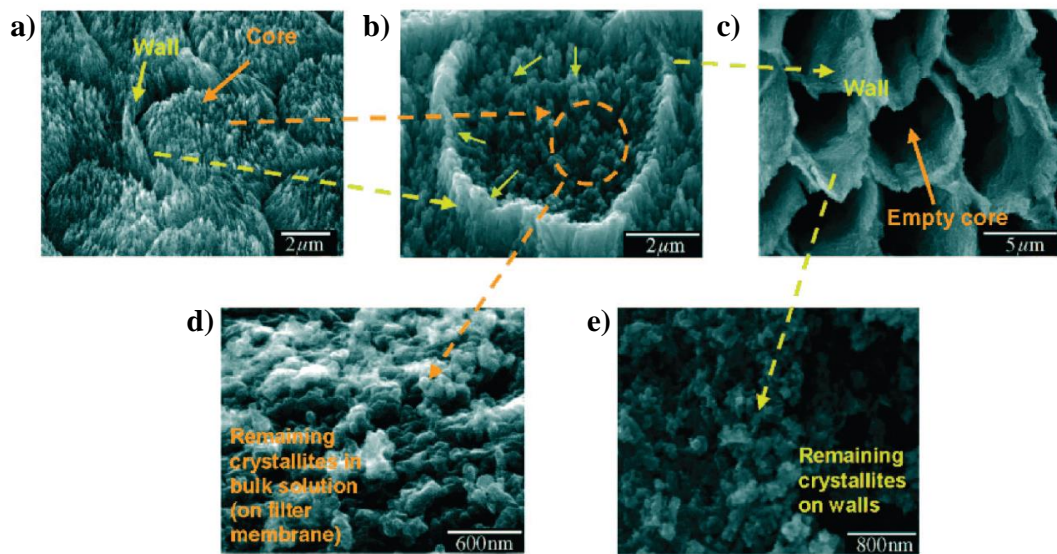 a)
Wall
Core
2μm
b)
2μm
c)
Wall
Empty core
5μm
d)
Remaining
crystallites in
bulk solution
(on filter
membrane)
600nm
e)
Remaining
crystallites
on walls
800nm